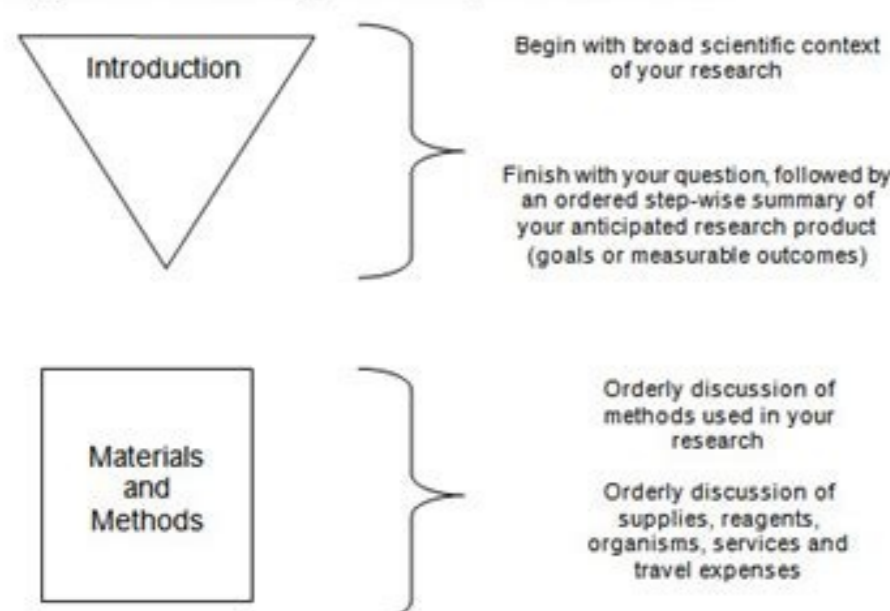 Introduction
Begin with broad scientific context
of your research
Finish with your question, followed by
an ordered step-wise summary of
your anticipated research product
(goals or measurable outcomes)
Materials
and
Methods
Orderly discussion of
methods used in your
research
Orderly discussion of
supplies, reagents,
organisms, services and
travel expenses